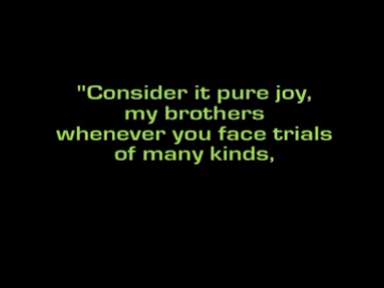 "Consider it pure joy,
my brothers
whenever you face trials
of many kinds,